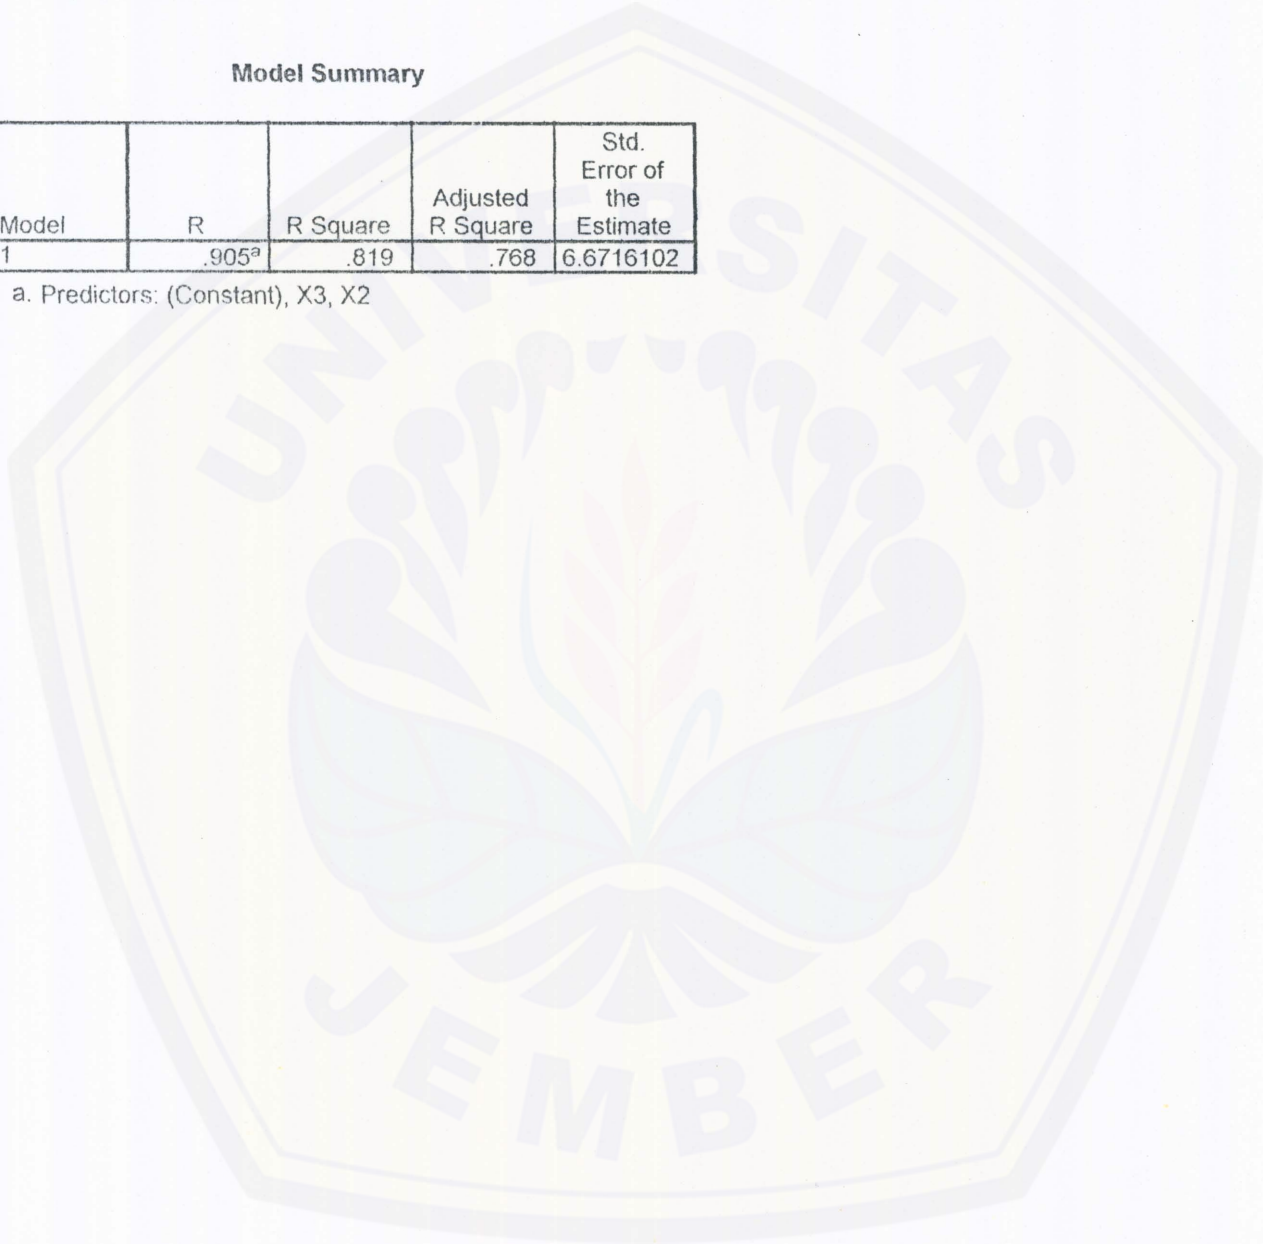 Model Summary
Model R R Square Adjusted R Square Std. Error of the Estimate
1 .905a .819 .768 6.6716102
a. Predictors: (Constant), X3, X2
UNIVERSITAS
JEMBER